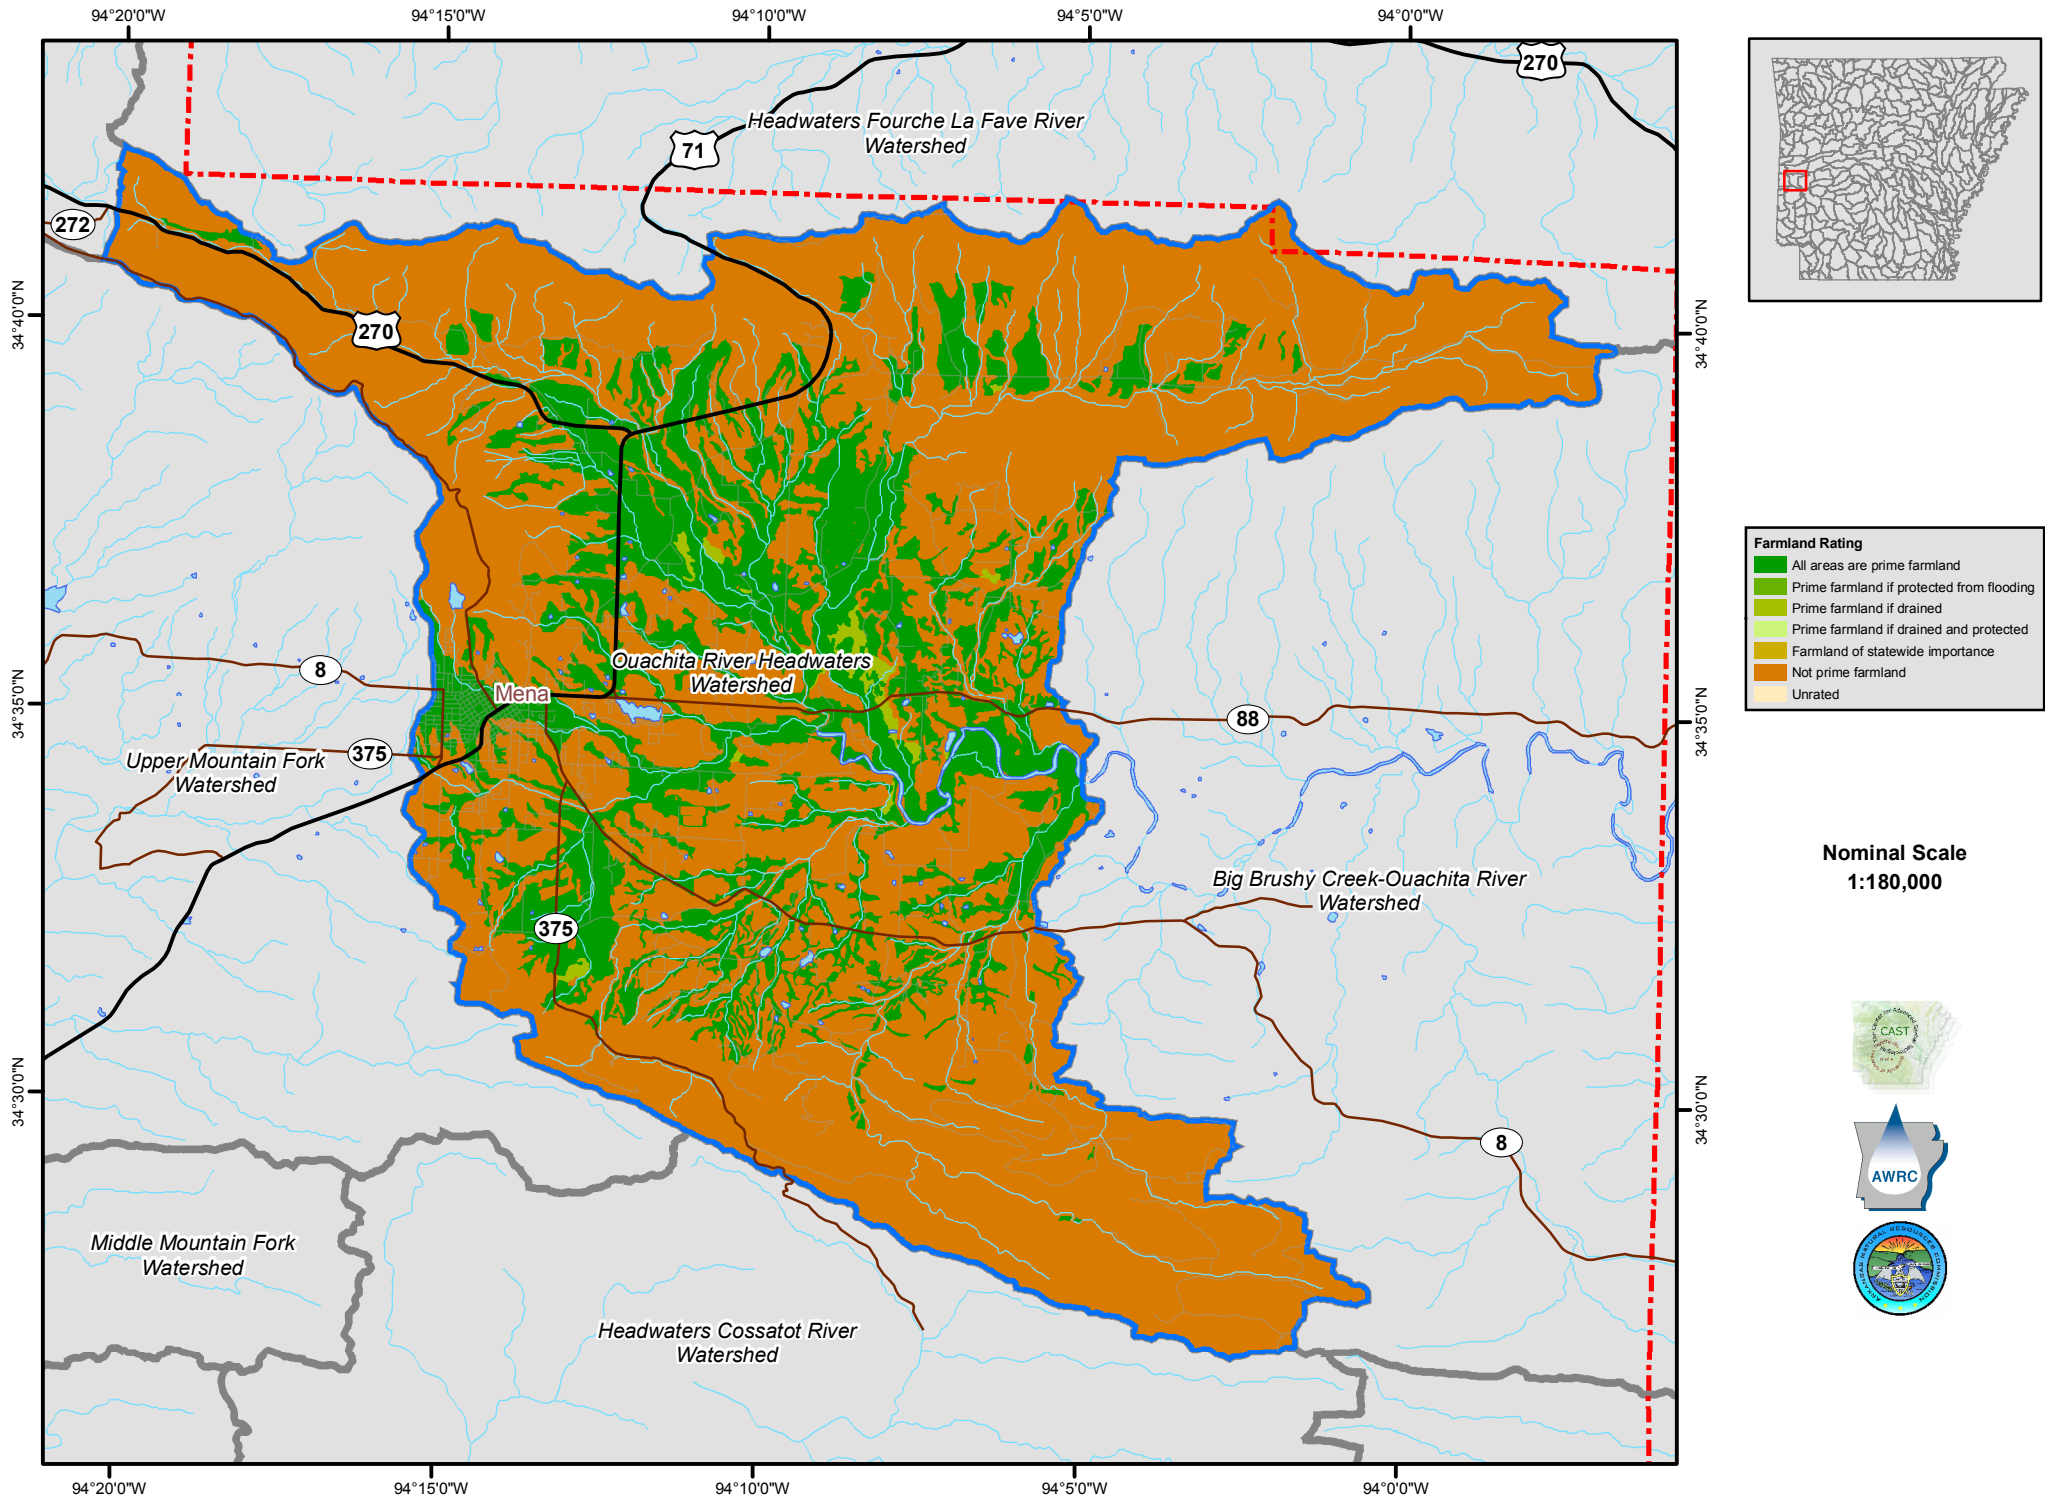 94°20'0"W
94°15'0"W
94°10'0"W
94°5'0"W
94°0'0"W
270
Headwaters Fourche La Fave River
Watershed
71
272
34°40'0"N
34°40'0"N
270
Farmland Rating
All areas are prime farmland
Prime farmland if protected from flooding
Prime farmland if drained
Prime farmland if drained and protected
Farmland of statewide importance
Not prime farmland
Unrated
Ouachita River Headwaters
Watershed
8
Mena
34°35'0"N
34°35'0"N
88
375
Upper Mountain Fork
Watershed
Nominal Scale
1:180,000
Big Brushy Creek-Ouachita River
Watershed
375
CAST
34°30'0"N
34°30'0"N
8
AWRC
Middle Mountain Fork
Watershed
ARKANSAS NATURAL RESOURCES COMMISSION
Headwaters Cossatot River
Watershed
94°20'0"W
94°15'0"W
94°10'0"W
94°5'0"W
94°0'0"W